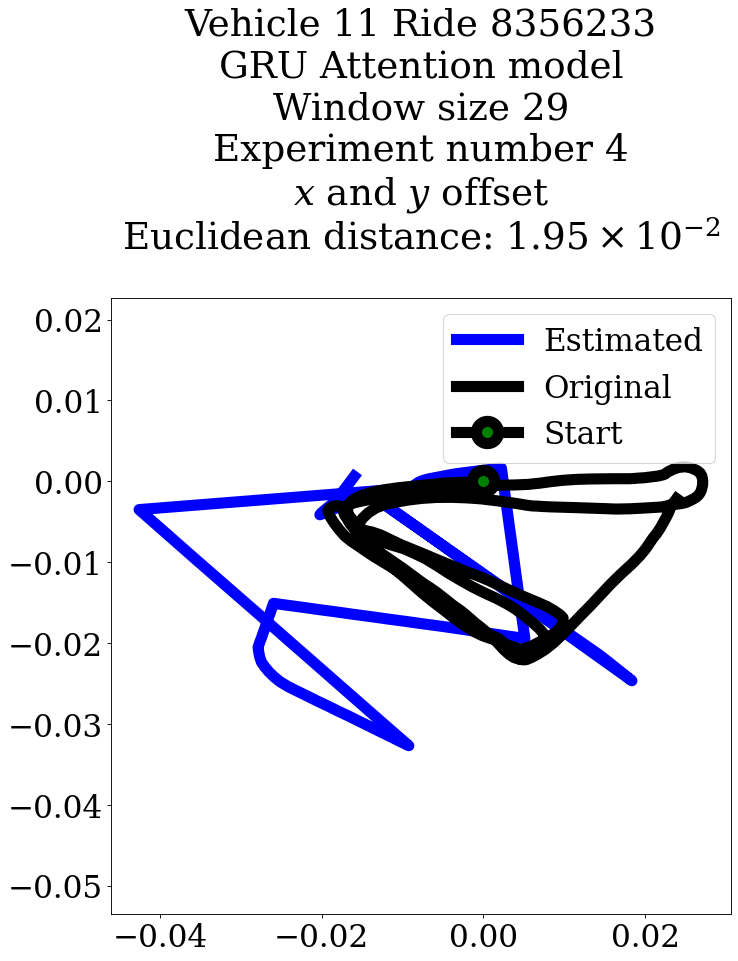 Vehicle 11 Ride 8356233
GRU Attention model
Window size 29
Experiment number 4
x and y offset
Euclidean distance: 1.95 × 10⁻²
Estimated
Original
Start
0.02
0.01
0.00
−0.01
−0.02
−0.03
−0.04
−0.05
−0.04
−0.02
0.00
0.02